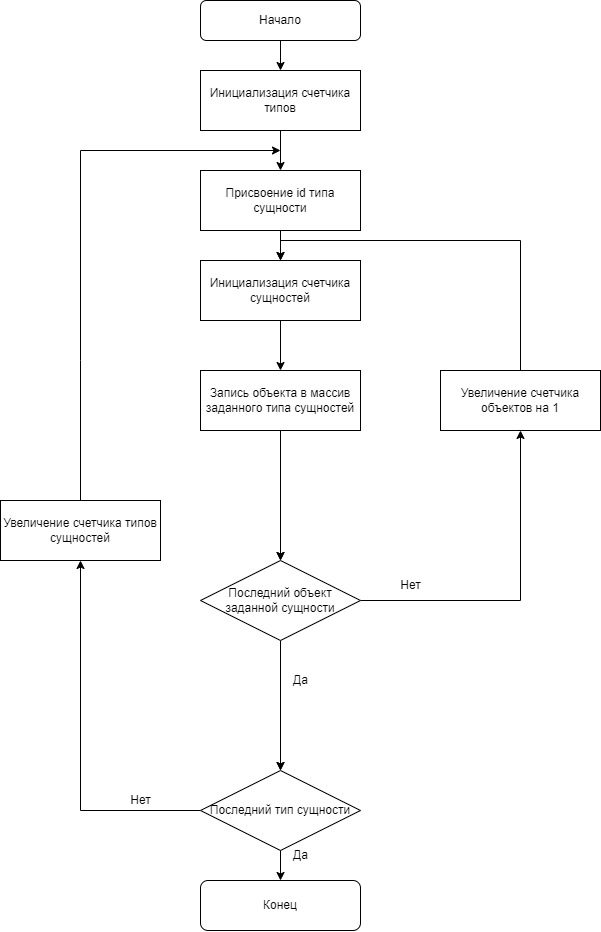 Начало
Инициализация счетчика
типов
Присвоение id типа
сущности
Инициализация счетчика
сущностей
Запись объекта в массив
заданного типа сущностей
Увеличение счетчика
объектов на 1
Увеличение счетчика типов
сущностей
Последний объект
заданной сущности
Нет
Да
Последний тип сущности
Нет
Да
Конец